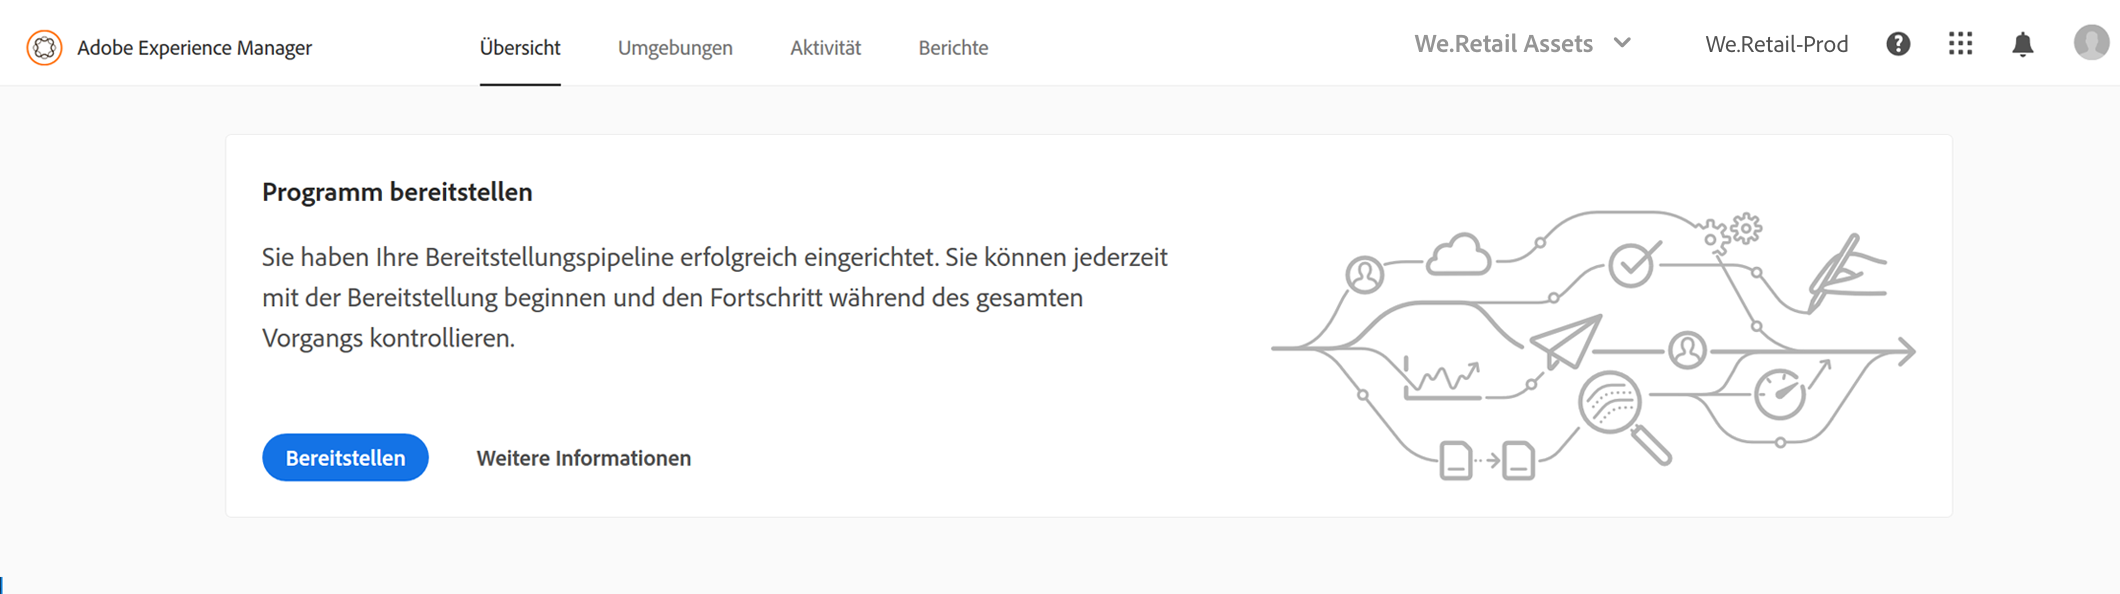 Adobe Experience Manager
Übersicht
Umgebungen
Aktivität
Berichte
We.Retail Assets
We.Retail-Prod
Programm bereitstellen
Sie haben Ihre Bereitstellungspipeline erfolgreich eingerichtet. Sie können jederzeit
mit der Bereitstellung beginnen und den Fortschritt während des gesamten
Vorgangs kontrollieren.
Bereitstellen
Weitere Informationen